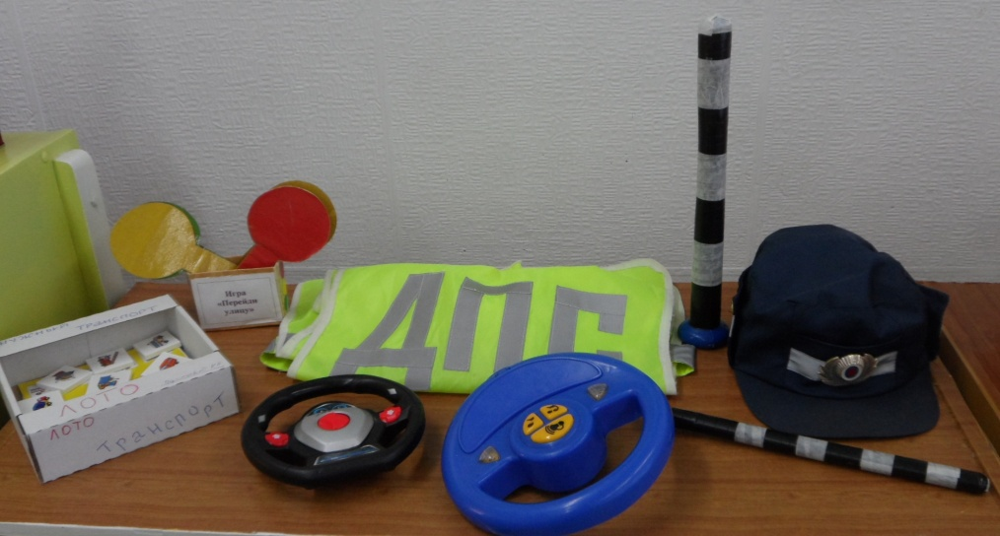 Игра
«Перейди
улицу»
ДПС
ТРАНСПОРТ
ЛОТО
ЛОТО
Транспорт